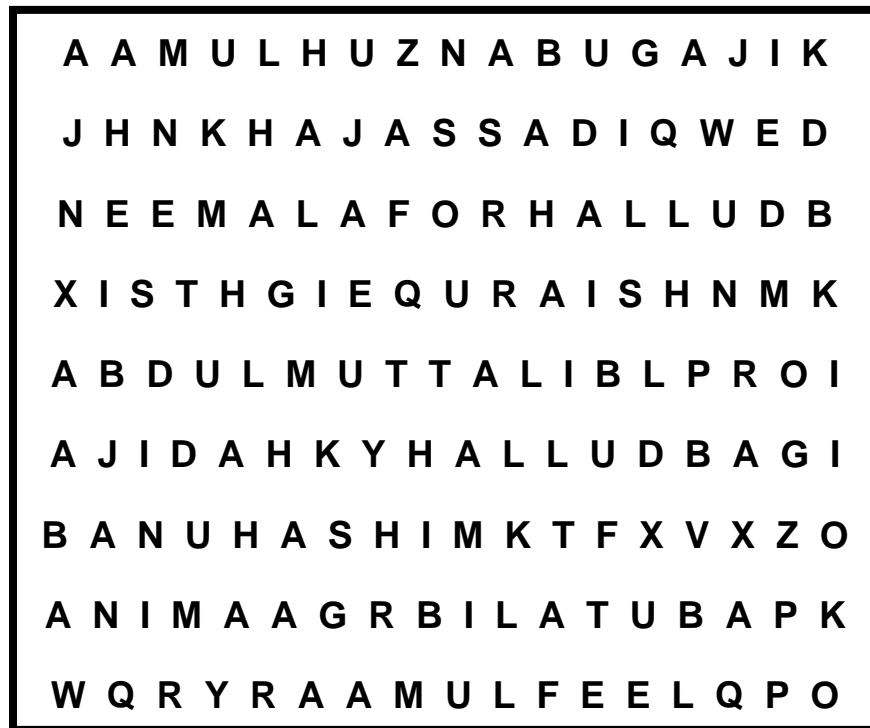 A A M U L H U Z N A B U G A J I K
J H N K H A J A S S A D I Q W E D
N E E M A L A F O R H A L L U D B
X I S T H G I E Q U R A I S H N M K
A B D U L M U T T A L I B L P R O I
A J I D A H K Y H A L L U D B A G I
B A N U H A S H I M K T F X V X Z O
A N I M A A G R B I L A T U B A P K
W Q R Y R A A M U L F E E L Q P O